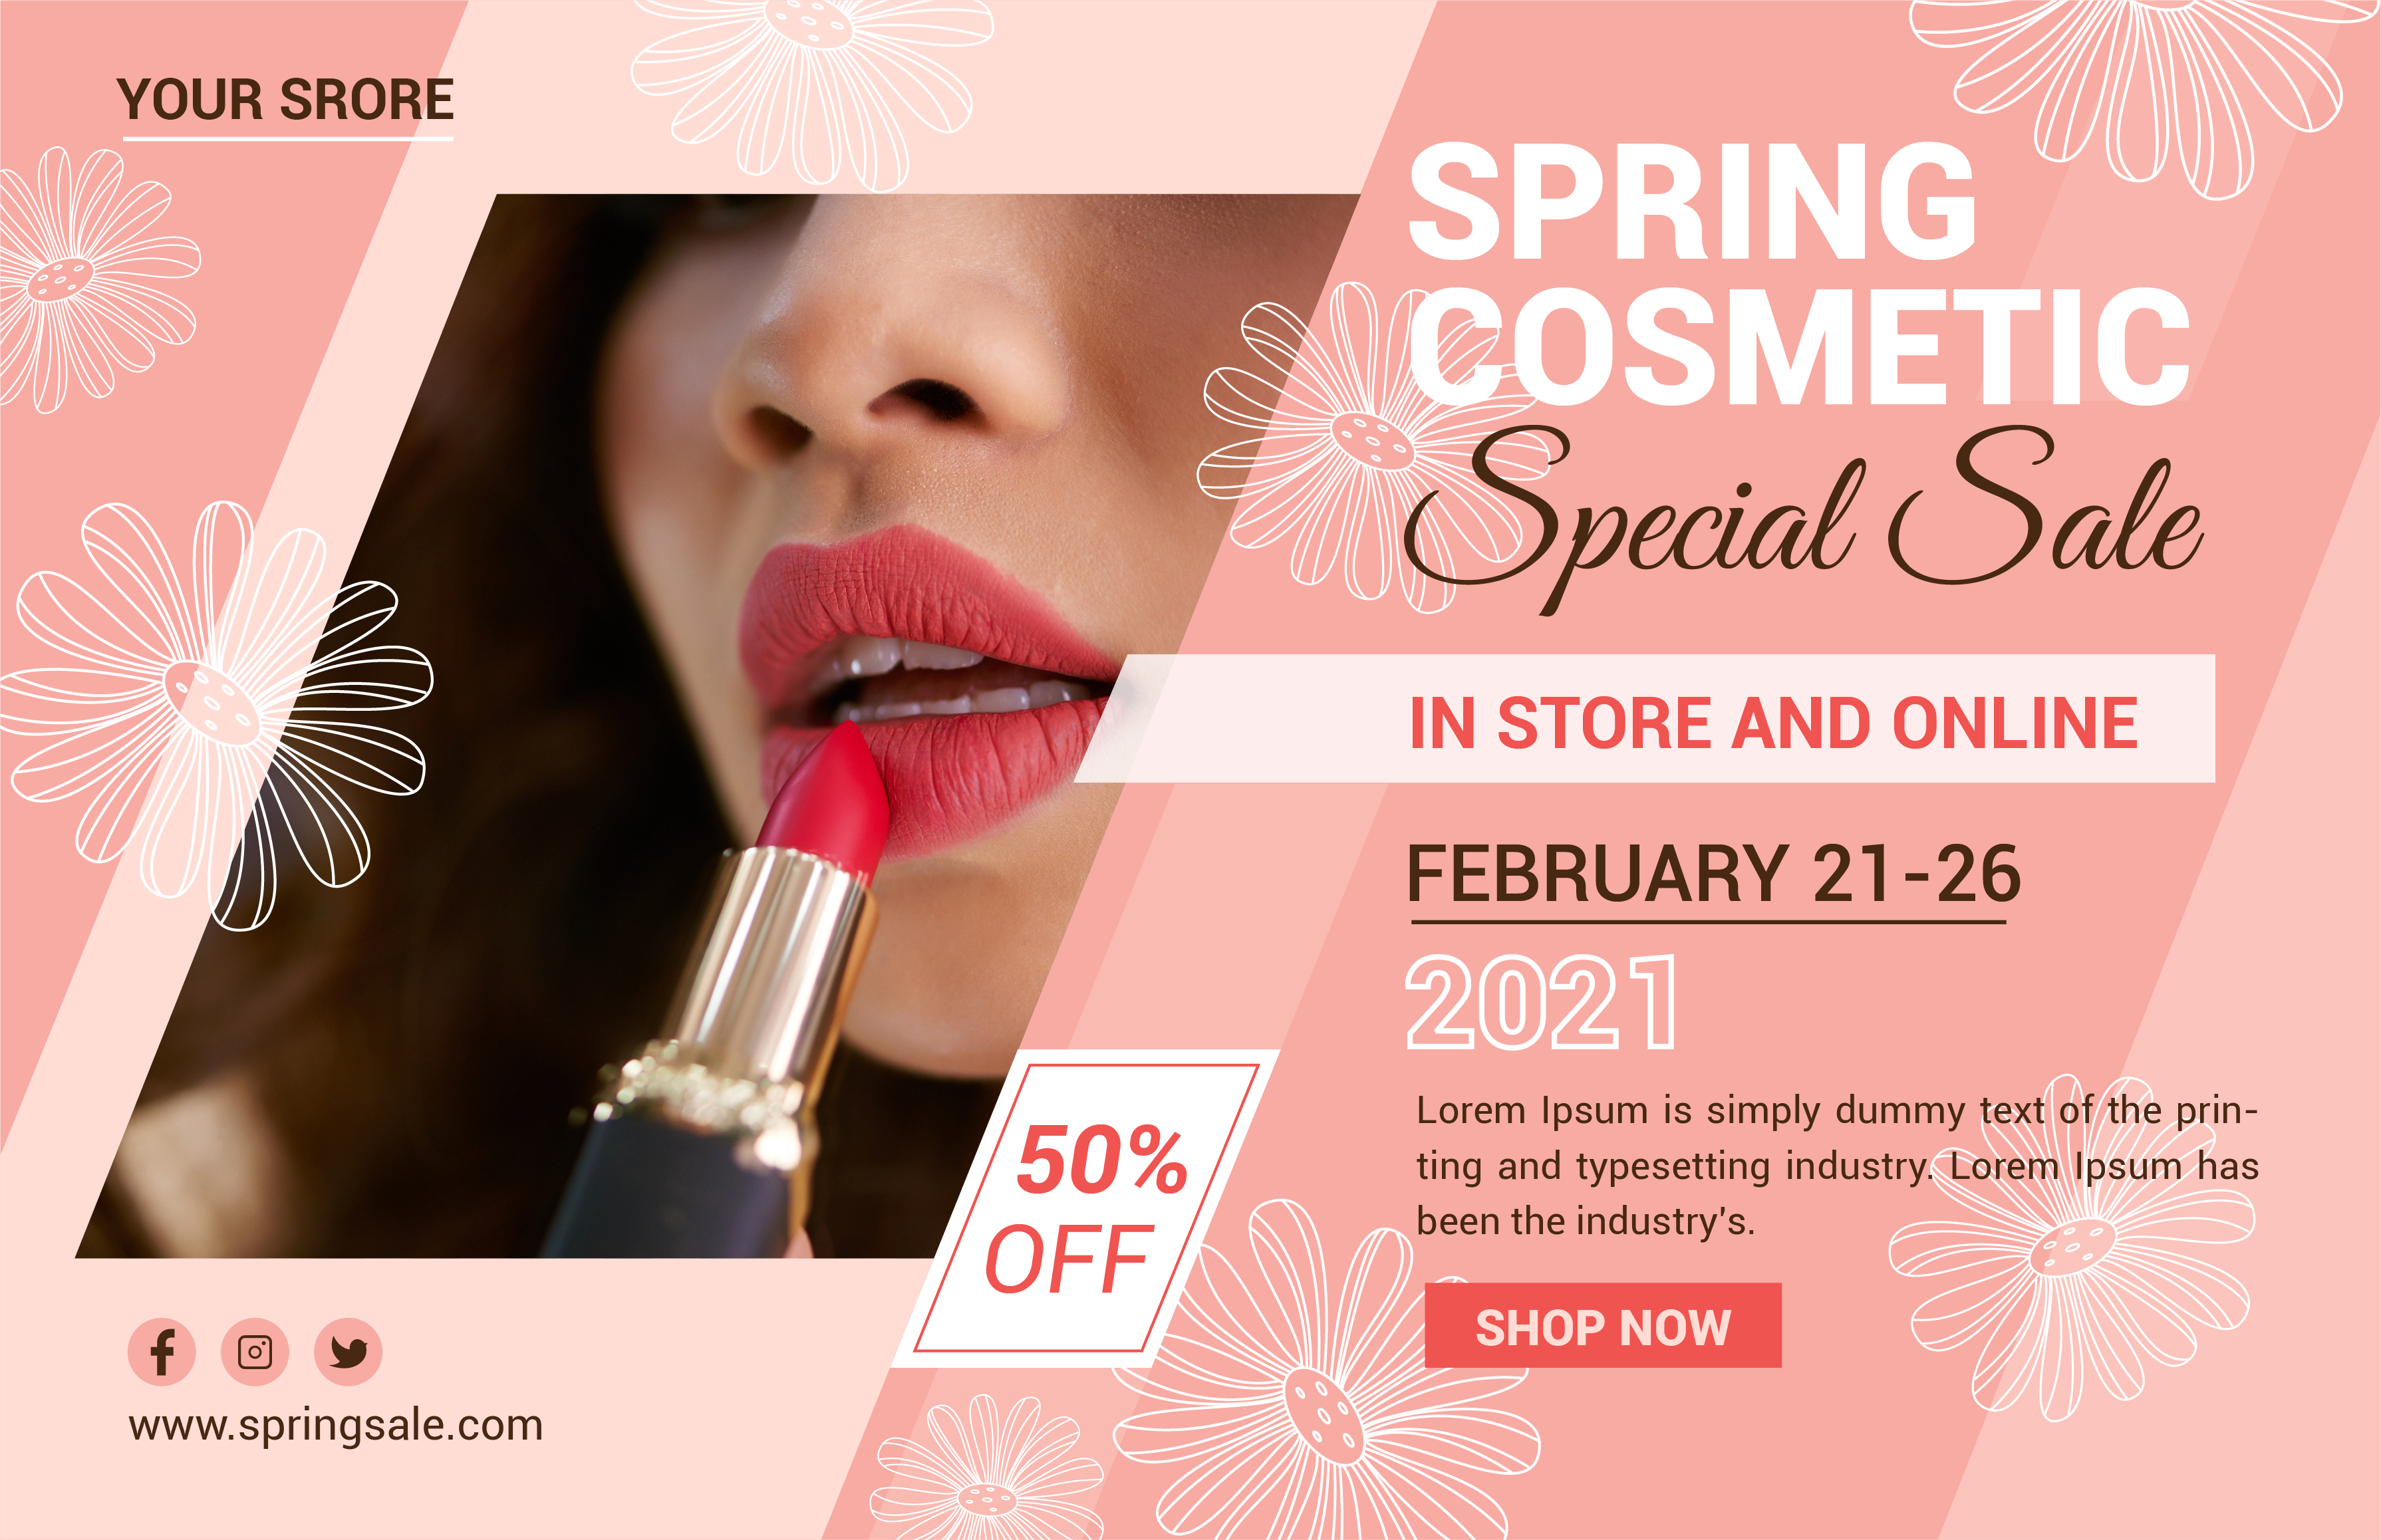 YOUR SRORE
SPRING
COSMETIC
Special Sale
IN STORE AND ONLINE
FEBRUARY 21-26
2021
Lorem Ipsum is simply dummy text of the prin-
ting and typesetting industry. Lorem Ipsum has
been the industry's.
SHOP NOW
50%
OFF
www.springsale.com